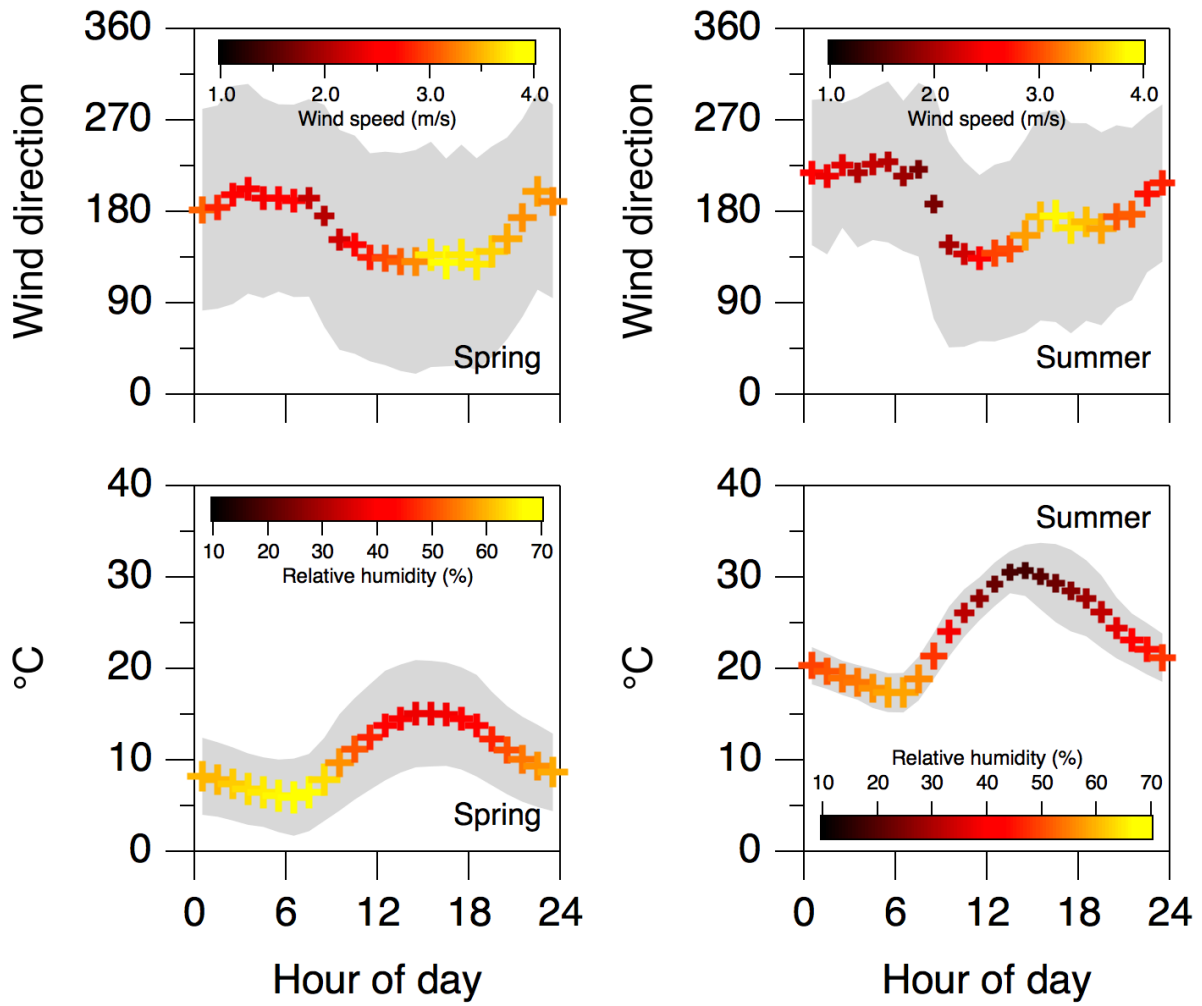 360
270
180
90
0
Wind direction
1.0 2.0 3.0 4.0
Wind speed (m/s)
Spring
360
270
180
90
0
Wind direction
1.0 2.0 3.0 4.0
Wind speed (m/s)
Summer
40
30
20
10
0
°C
10 20 30 40 50 60 70
Relative humidity (%)
Spring
0 6 12 18 24
Hour of day
40
30
20
10
0
°C
Summer
Relative humidity (%)
10 20 30 40 50 60 70
0 6 12 18 24
Hour of day